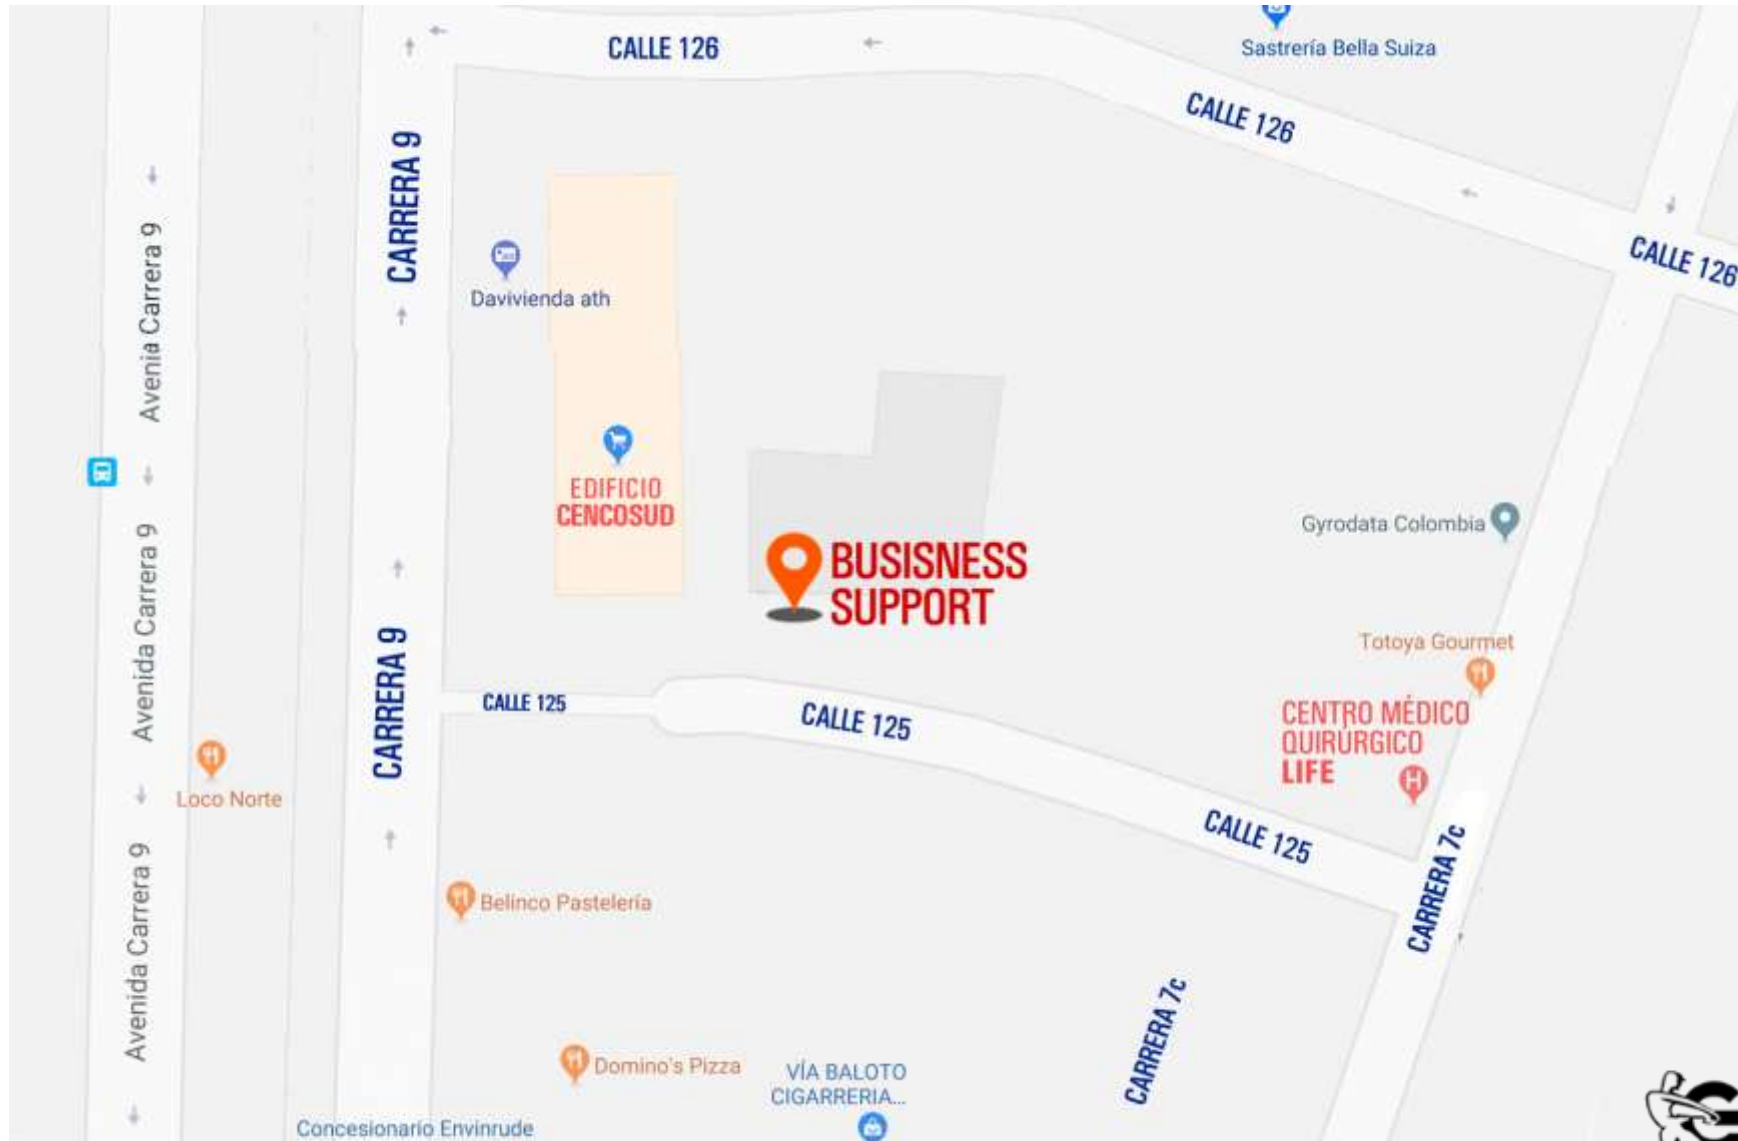 CALLE 126
Sastrería Bella Suiza
CALLE 126
CALLE 126
CARRERA 9
Avenida Carrera 9
Davivienda ath
EDIFICIO
CENCOSUD
Gyrodata Colombia
BUSISNESS
SUPPORT
Avenida Carrera 9
CARRERA 9
Totoya Gourmet
CALLE 125
CALLE 125
CENTRO MÉDICO
QUIRÚRGICO
LIFE
H
Loco Norte
CALLE 125
CARRERA 7c
Avenida Carrera 9
Belinco Pastelería
CARRERA 7c
Domino's Pizza
VÍA BALOTO
CIGARRERIA...
Concesionario Envinrude